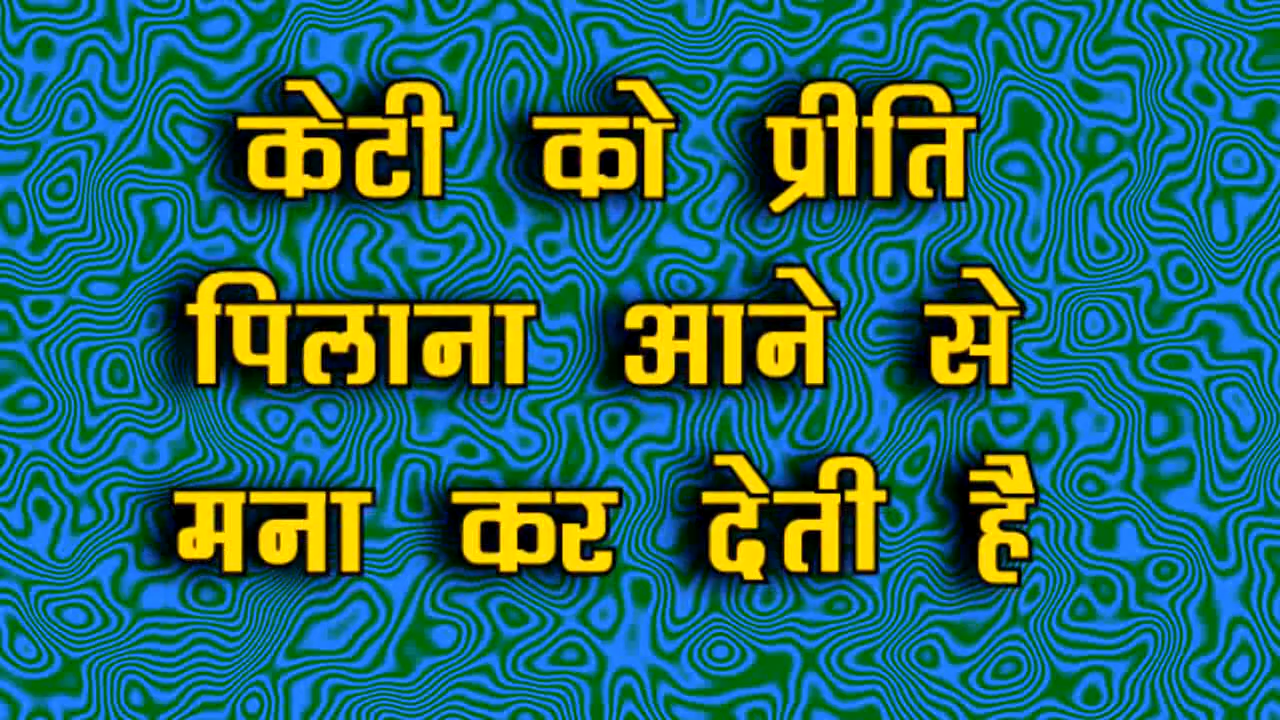 केटी को प्रीति
पिलाना आने से
मना कर देती है